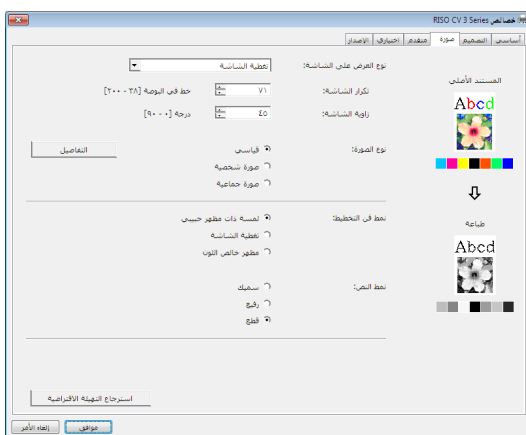 خصائص RISO CV 3 Series
أساسي التصميم صورة متقدم اختياري الإصدار
المستند الأصلي
Abcd
طباعة
Abcd
نوع العرض على الشاشة: تغطية الشاشة
تكرار الشاشة: ٧١ خط في البوصة [٣٨ - ٢٠٠]
زاوية الشاشة: ٤٥ درجة [٠ - ٩٠]
نوع الصورة: قياسي التفاصيل
صورة شخصية
صورة جماعية
نمط فن التخطيط: لمسة ذات مظهر حبيبي
تغطية الشاشة
مظهر خالص اللون
نمط النص: سميك
رفيع
قطع
استرجاع التهيئة الافتراضية
موافق إلغاء الأمر